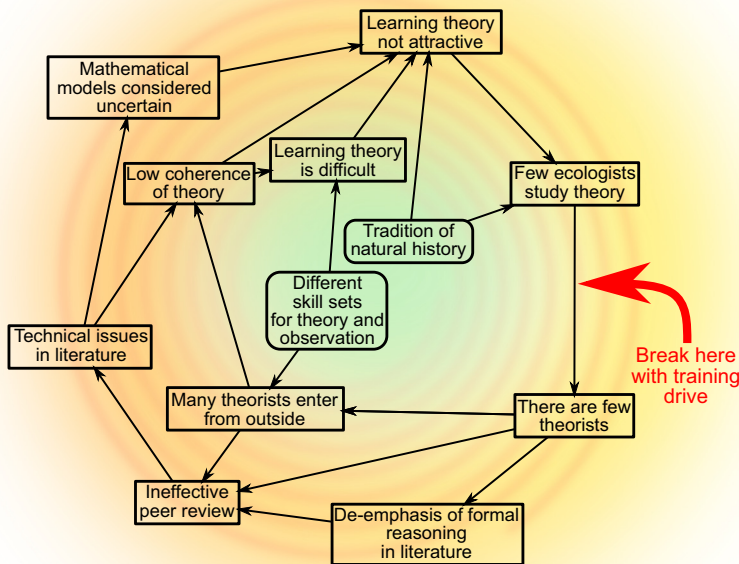 Learning theory
not attractive
Mathematical
models considered
uncertain
Learning theory
is difficult
Low coherence
of theory
Few ecologists
study theory
Tradition of
natural history
Different
skill sets
for theory and
observation
Technical issues
in literature
Break here
with training
drive
Many theorists enter
from outside
There are few
theorists
Ineffective
peer review
De-emphasis of formal
reasoning
in literature